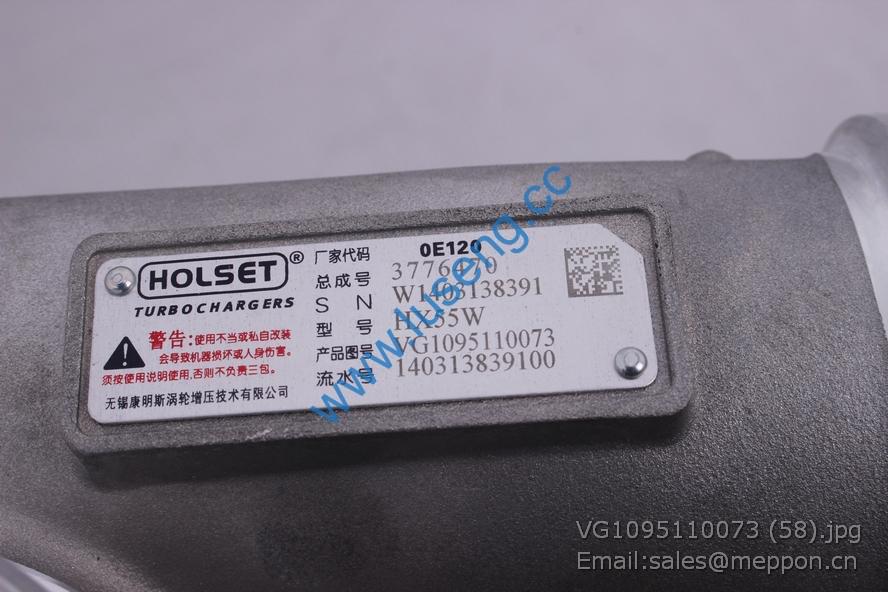 HOLSET®
TURBOCHARGERS
警告:使用不当或私自改装
会导致机器损坏或人身伤害。
须按使用说明使用,否则不负责三包。
无锡康明斯涡轮增压技术有限公司
厂家代码 0E120
总成号 3776470
S N W1403138391
型号 HX55W
产品图号 VG1095110073
流水号 140313839100
www.luseng.cc
VG1095110073 (58).jpg
Email:sales@meppon.cn